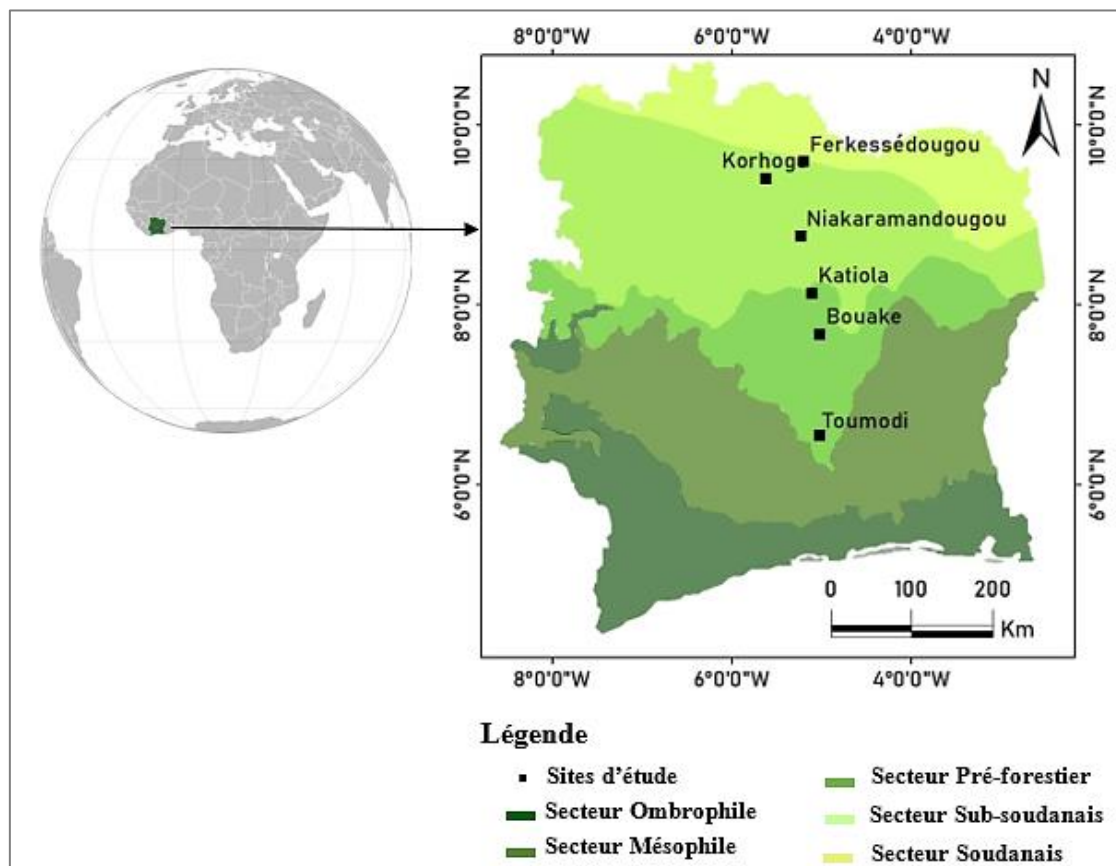 8°0'0"W 6°0'0"W 4°0'0"W
N
10°0'0"N 10°0'0"N
Ferkessédougou
Korhog
Niakaramandougou
Katiola
8°0'0"N 8°0'0"N
Bouake
Toumodi
6°0'0"N 6°0'0"N
0 100 200
Km
8°0'0"W 6°0'0"W 4°0'0"W
Légende
Sites d'étude
Secteur Ombrophile
Secteur Mésophile
Secteur Pré-forestier
Secteur Sub-soudanais
Secteur Soudanais